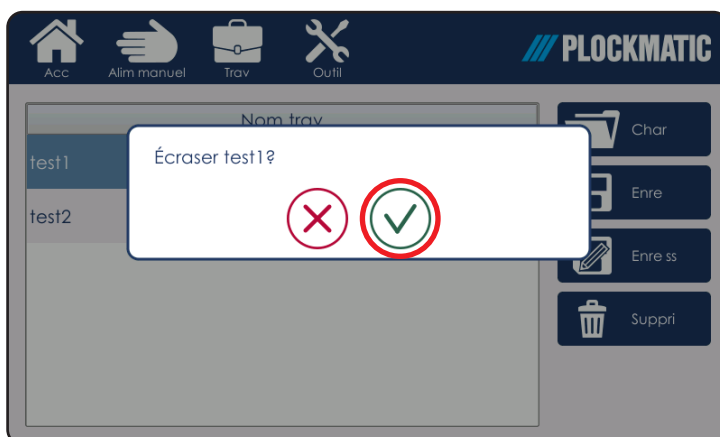 Acc
Alim manuel
Trav
Outil
PLOCKMATIC
Nom trav
Char
test1
Écraser test1?
Enre
test2
Enre ss
Suppri